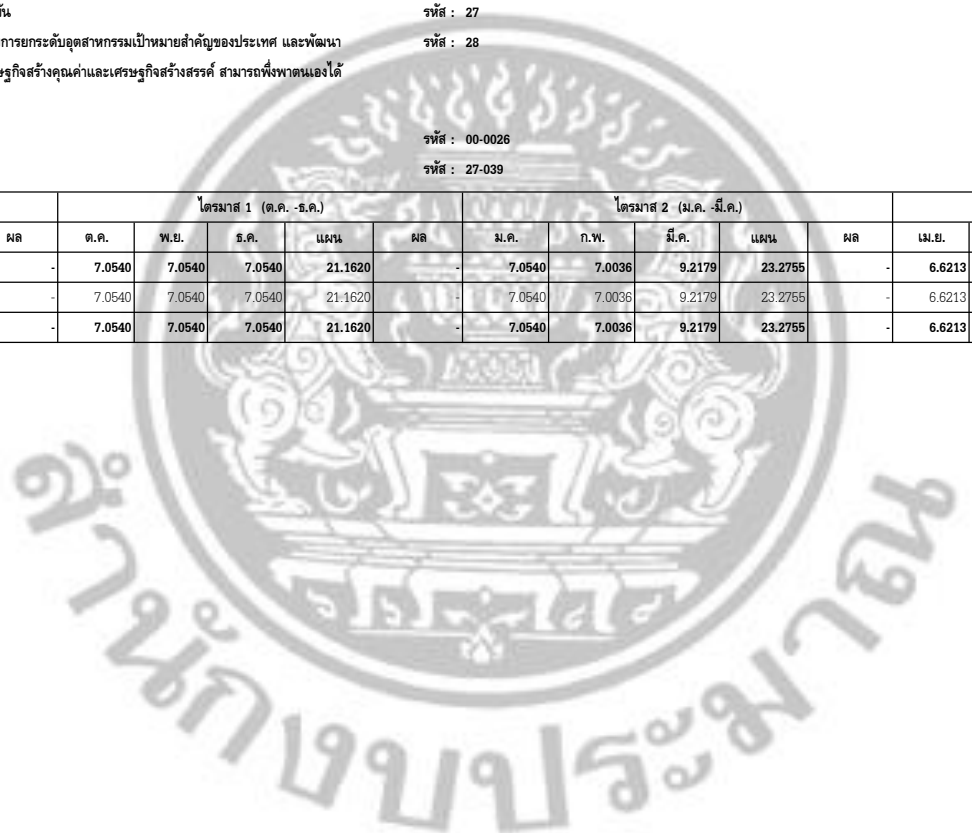 รหัส : 27
การยกระดับอุตสาหกรรมเป้าหมายสำคัญของประเทศ และพัฒนา รหัส : 28
สร้างคุณค่าและเศรษฐกิจสร้างสรรค์ สามารถพึ่งพาตนเองได้
รหัส : 00-0026
รหัส : 27-039
ไตรมาส 1 (ต.ค. -ธ.ค.) ไตรมาส 2 (ม.ค. -มี.ค.)
ผล ต.ค. พ.ย. ธ.ค. แผน ผล ม.ค. ก.พ. มี.ค. แผน ผล เม.ย.
- 7.0540 7.0540 7.0540 21.1620 - 7.0540 7.0036 9.2179 23.2755 - 6.6213
- 7.0540 7.0540 7.0540 21.1620 - 7.0540 7.0036 9.2179 23.2755 - 6.6213
- 7.0540 7.0540 7.0540 21.1620 - 7.0540 7.0036 9.2179 23.2755 - 6.6213
สำนักงบประมาณ